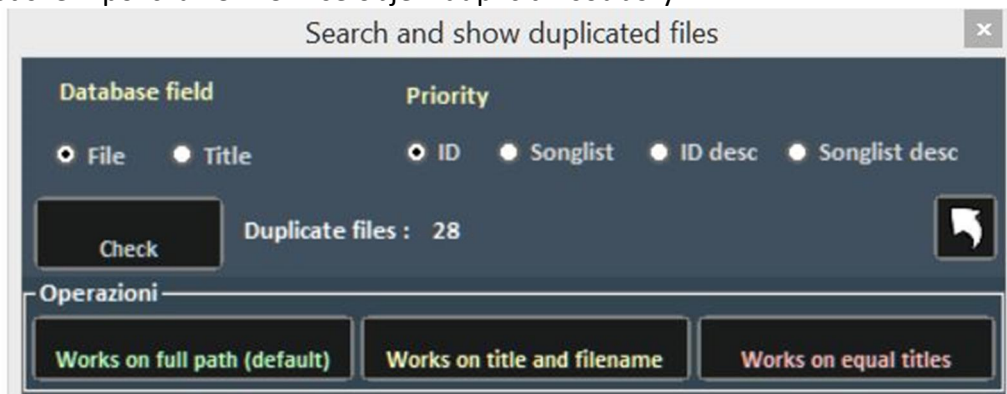 Search and show duplicated files
x
Database field Priority
File Title ID Songlist ID desc Songlist desc
Check Duplicate files : 28
Operazioni
Works on full path (default) Works on title and filename Works on equal titles